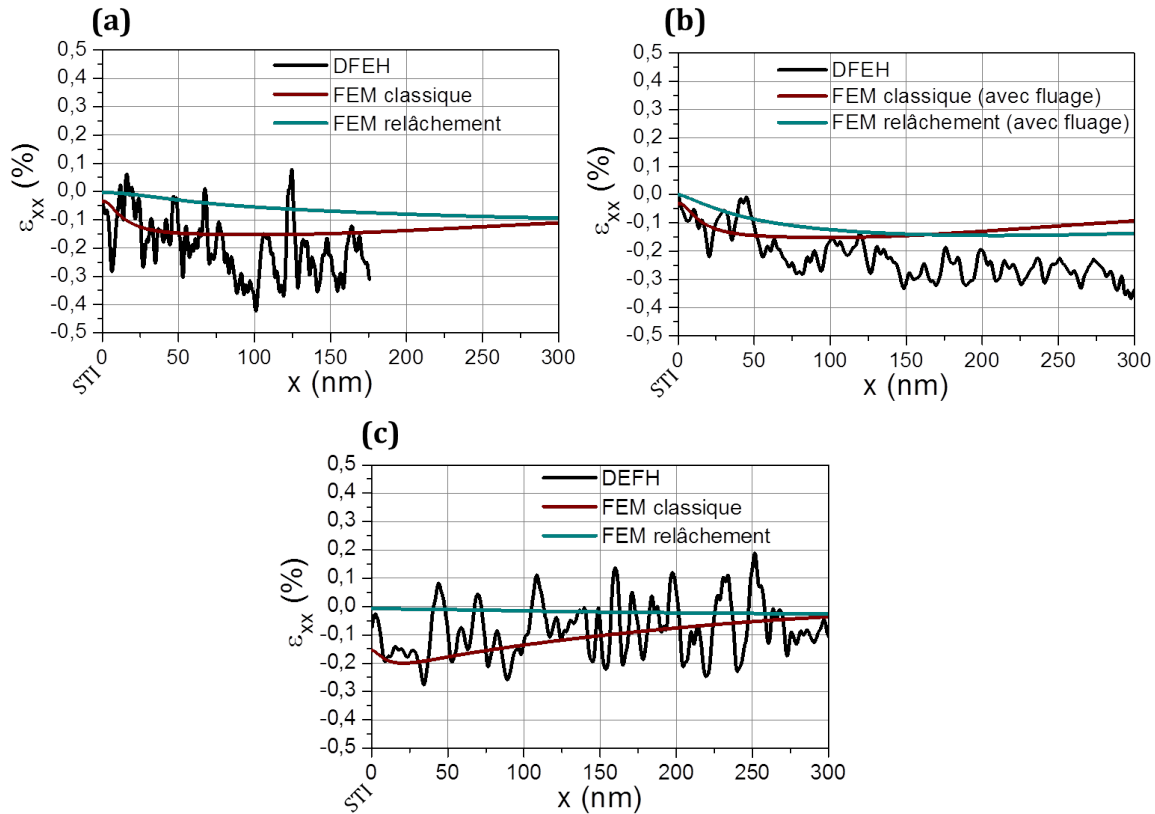 (a)
0,5
0,4
0,3
0,2
0,1
0,0
-0,1
-0,2
-0,3
-0,4
-0,5
εxx (%)
DFEH
FEM classique
FEM relâchement
0 50 100 150 200 250 300
STI
x (nm)
(b)
0,5
0,4
0,3
0,2
0,1
0,0
-0,1
-0,2
-0,3
-0,4
-0,5
εxx (%)
DFEH
FEM classique (avec fluage)
FEM relâchement (avec fluage)
0 50 100 150 200 250 300
STI
x (nm)
(c)
0,5
0,4
0,3
0,2
0,1
0,0
-0,1
-0,2
-0,3
-0,4
-0,5
εxx (%)
DEFH
FEM classique
FEM relâchement
0 50 100 150 200 250 300
STI
x (nm)